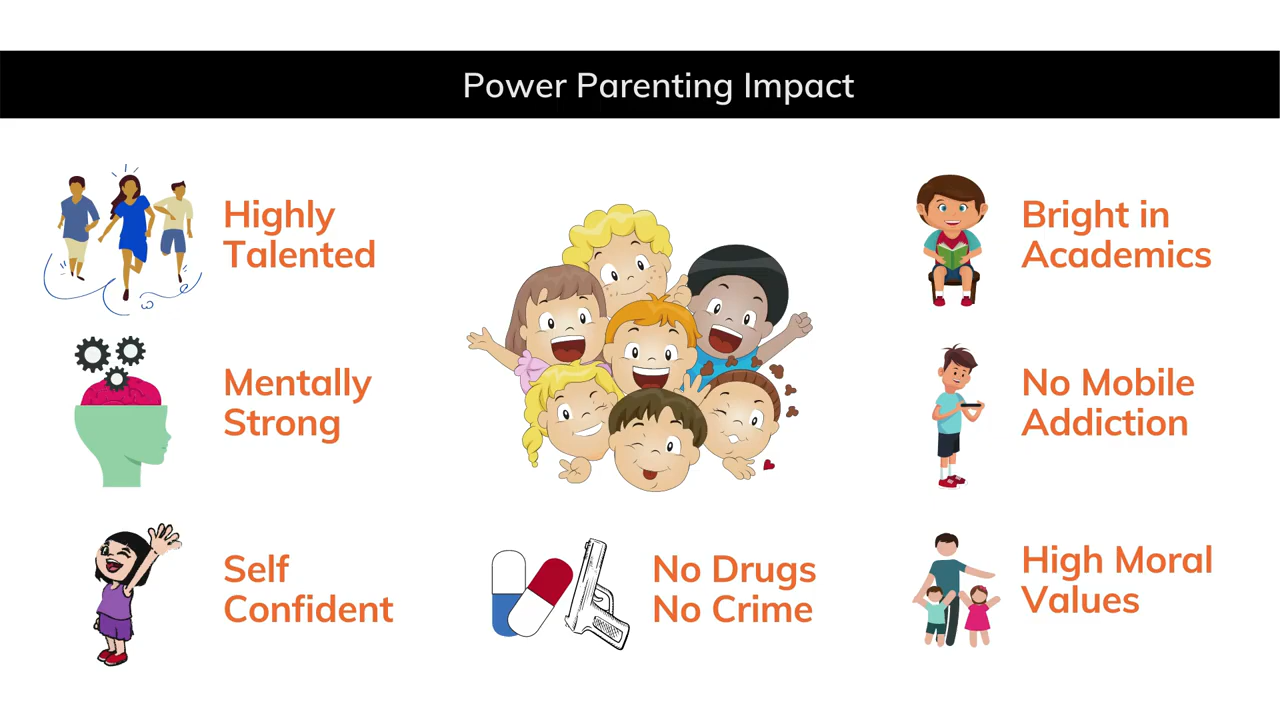 Power Parenting Impact
Highly
Talented
Mentally
Strong
Self
Confident
No Drugs
No Crime
Bright in
Academics
No Mobile
Addiction
High Moral
Values